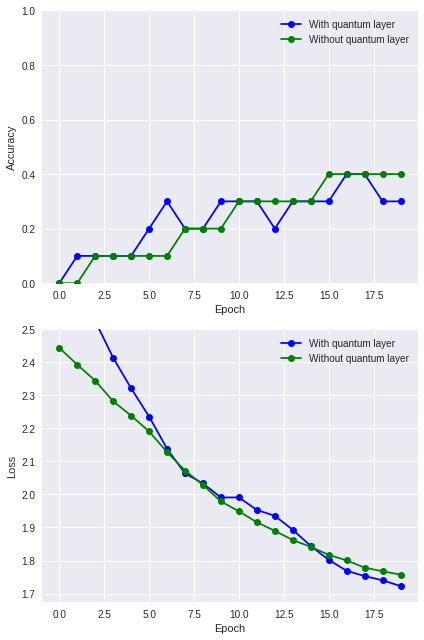 1.0
With quantum layer
Without quantum layer
0.8
0.6
Accuracy
0.4
0.2
0.0
0.0 2.5 5.0 7.5 10.0 12.5 15.0 17.5
Epoch
2.5
With quantum layer
2.4
Without quantum layer
2.3
2.2
2.1
Loss
2.0
1.9
1.8
1.7
0.0 2.5 5.0 7.5 10.0 12.5 15.0 17.5
Epoch